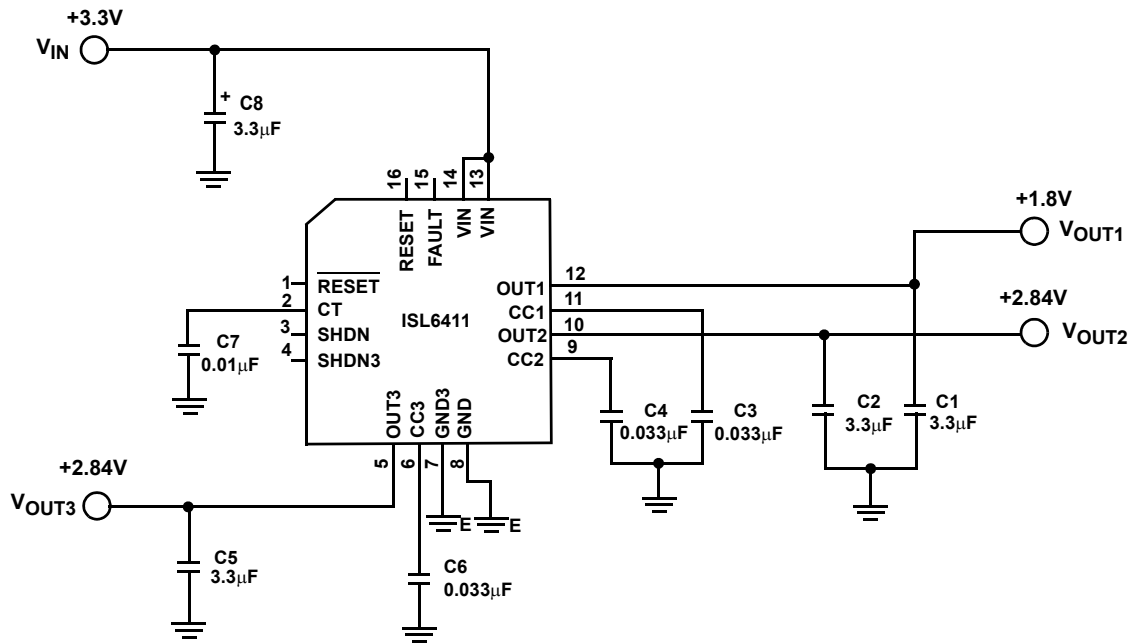 +3.3V
VIN
+
C8
3.3µF
16
15
14
13
RESET
FAULT
VIN
VIN
+1.8V
VOUT1
1
RESET
OUT1
12
2
CT
CC1
11
+2.84V
VOUT2
ISL6411
3
SHDN
OUT2
10
4
SHDN3
CC2
9
C7
0.01µF
OUT3
CC3
GND3
GND
5
6
7
8
C4
0.033µF
C3
0.033µF
C2
3.3µF
C1
3.3µF
+2.84V
VOUT3
E
E
C5
3.3µF
C6
0.033µF